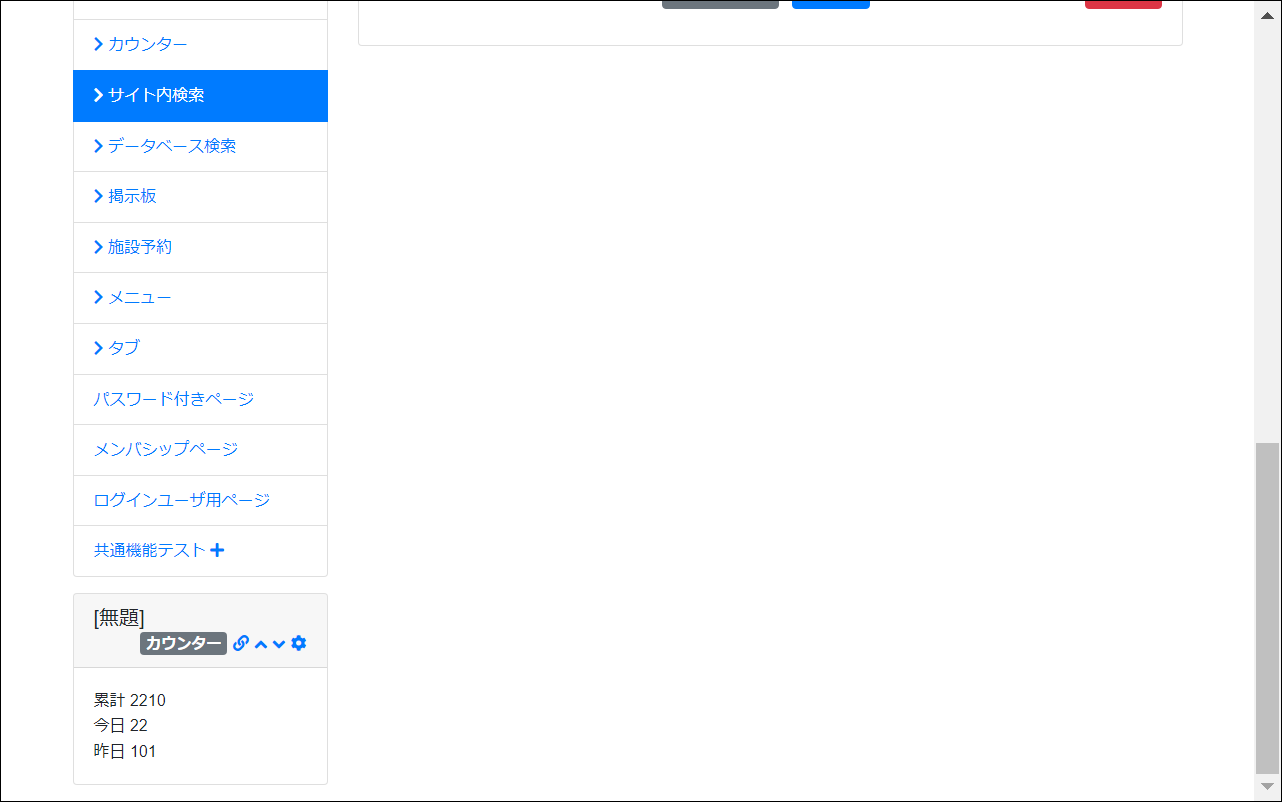 カウンター
サイト内検索
データベース検索
掲示板
施設予約
メニュー
タブ
パスワード付きページ
メンバシップページ
ログインユーザ用ページ
共通機能テスト
[無題]
カウンター
累計 2210
今日 22
昨日 101